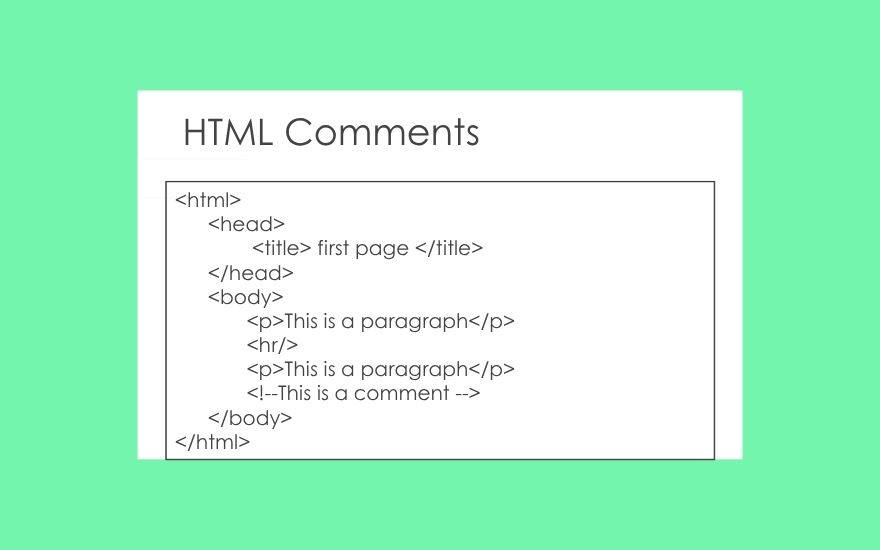 HTML Comments
<html>
<head>
<title> first page </title>
</head>
<body>
<p>This is a paragraph</p>
<hr/>
<p>This is a paragraph</p>
<!--This is a comment -->
</body>
</html>